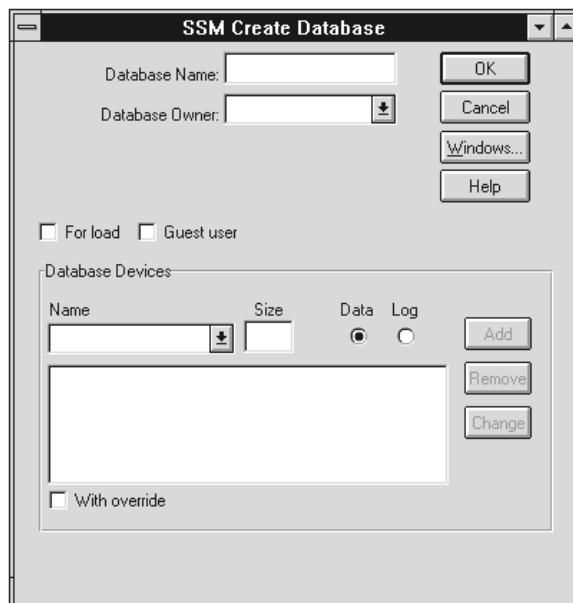 SSM Create Database
Database Name:
OK
Database Owner:
Cancel
Windows...
Help
For load Guest user
Database Devices
Name Size Data Log
Add
Remove
Change
With override